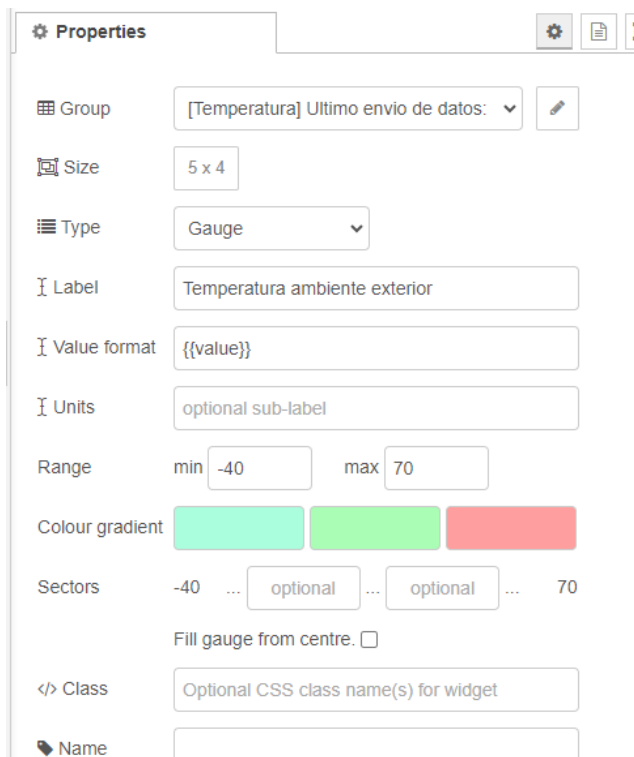 Properties
Group [Temperatura] Ultimo envio de datos:
Size 5 x 4
Type Gauge
Label Temperatura ambiente exterior
Value format {{value}}
Units optional sub-label
Range min -40 max 70
Colour gradient
Sectors -40 ... optional ... optional ... 70
Fill gauge from centre.
</> Class Optional CSS class name(s) for widget
Name